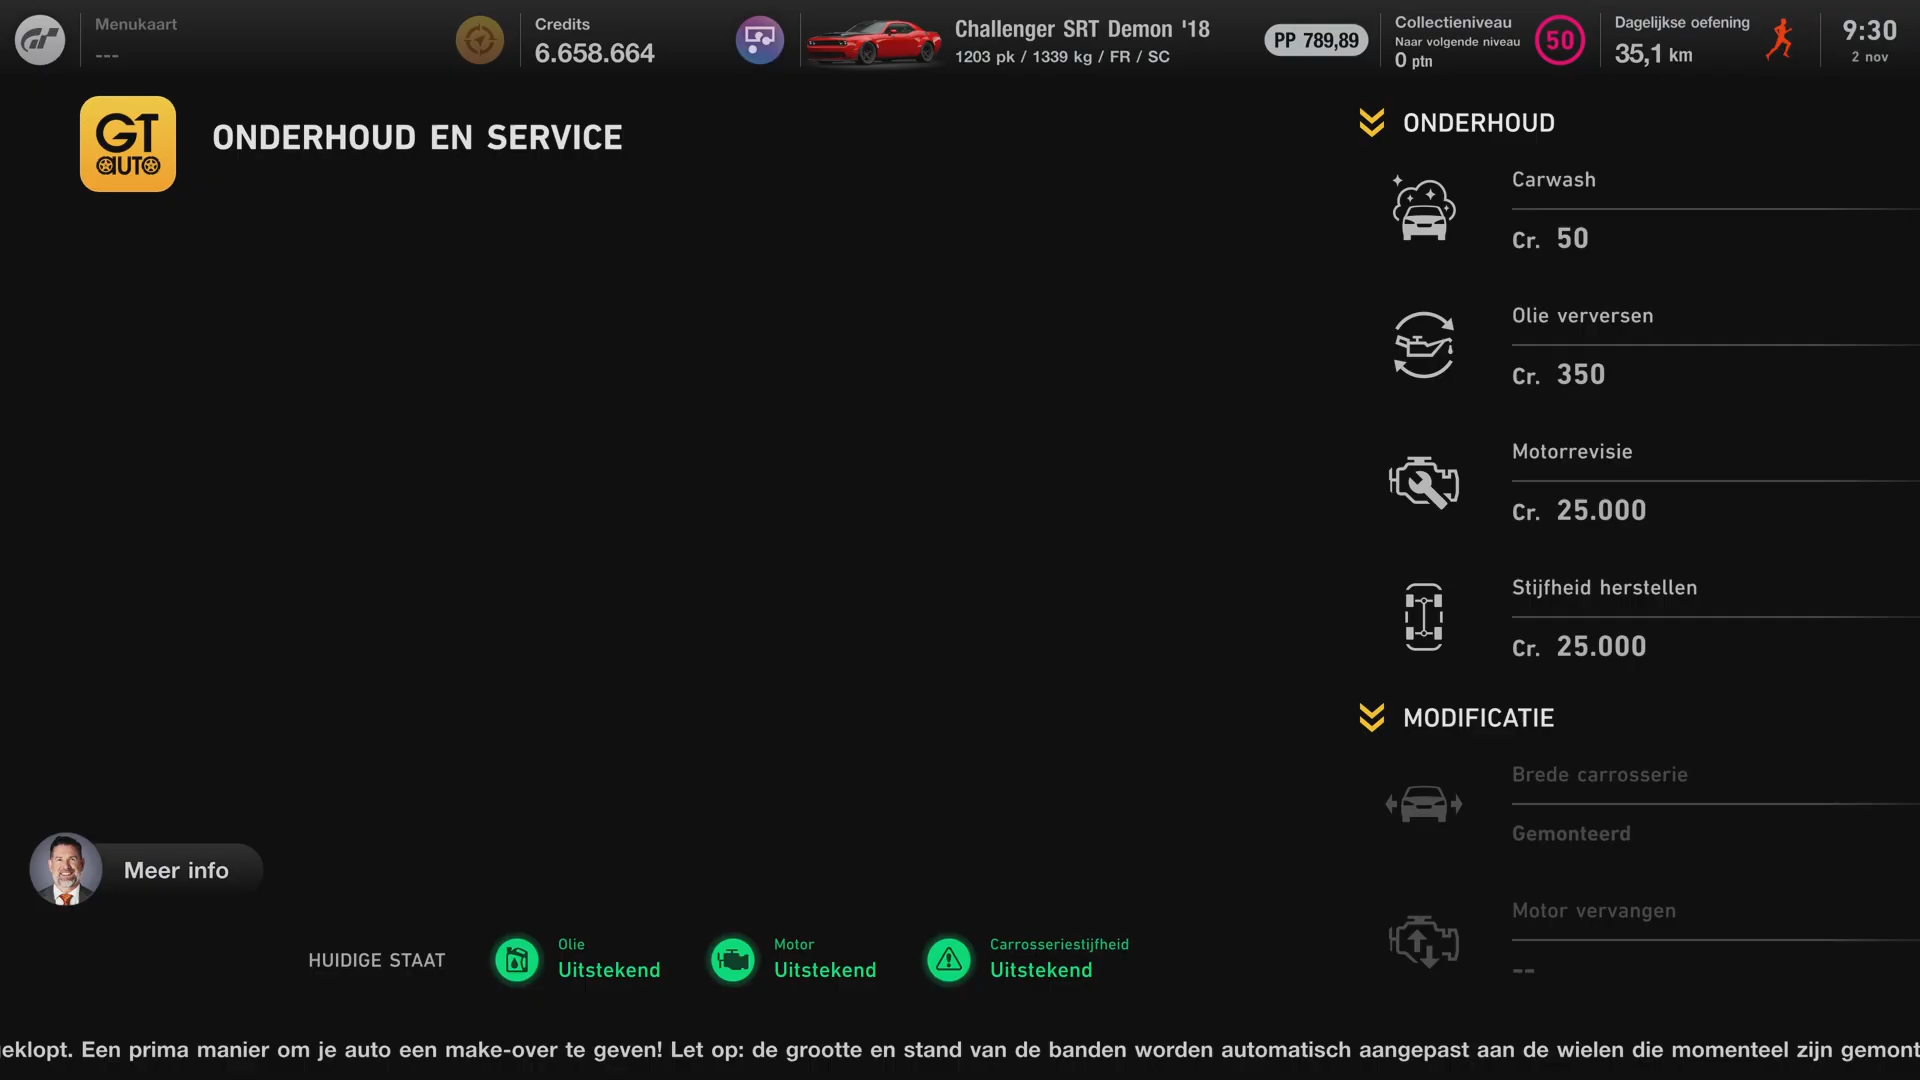 Menukaart
---
Credits
6.658.664
Challenger SRT Demon '18
1203 pk / 1339 kg / FR / SC
PP 789,89
Collectieniveau
Naar volgende niveau
0 ptn
50
Dagelijkse oefening
35,1 km
9:30
2 nov
GT
AUTO
ONDERHOUD EN SERVICE
ONDERHOUD
Carwash
Cr. 50
Olie verversen
Cr. 350
Motorrevisie
Cr. 25.000
Stijfheid herstellen
Cr. 25.000
MODIFICATIE
Brede carrosserie
Gemonteerd
Motor vervangen
--
Meer info
HUIDIGE STAAT
Olie
Uitstekend
Motor
Uitstekend
Carrosseriestijfheid
Uitstekend
eklopt. Een prima manier om je auto een make-over te geven! Let op: de grootte en stand van de banden worden automatisch aangepast aan de wielen die momenteel zijn gemont